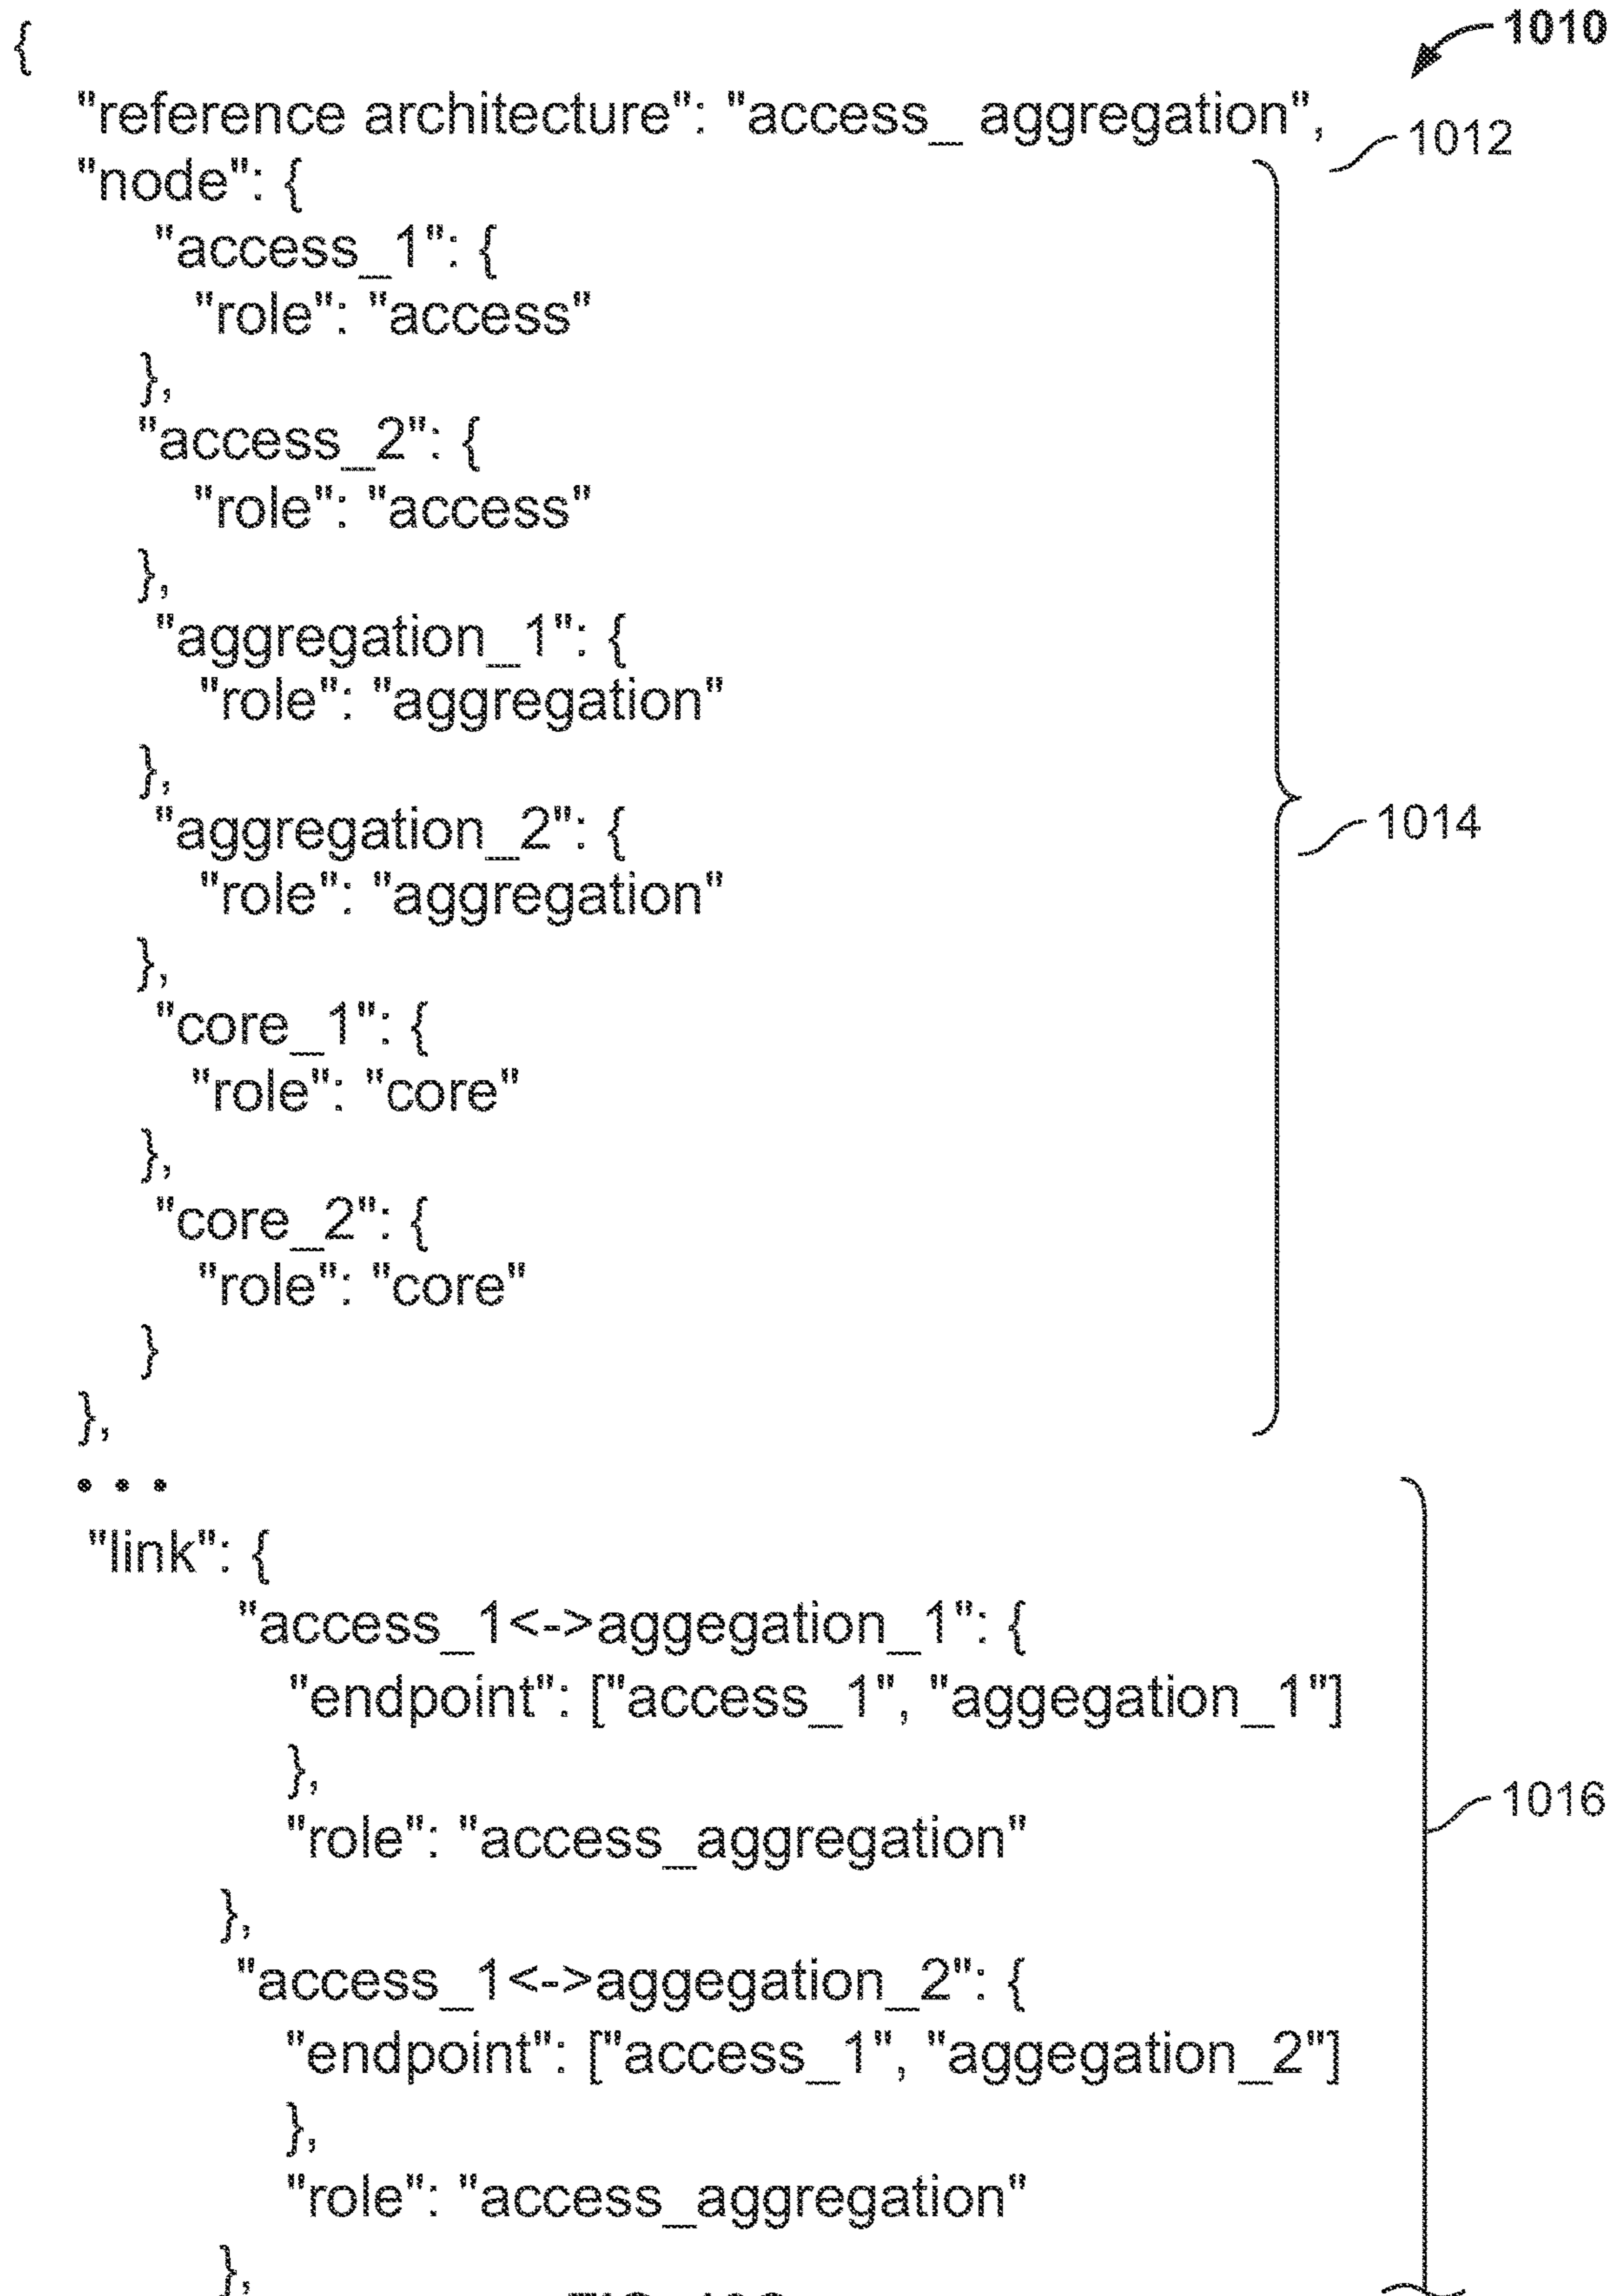 {
1010
"reference architecture": "access_ aggregation",
1012
"node": {
"access_1": {
"role": "access"
},
"access_2": {
"role": "access"
},
"aggregation_1": {
"role": "aggregation"
},
"aggregation_2": {
1014
"role": "aggregation"
},
"core_1": {
"role": "core"
},
"core_2": {
"role": "core"
}
},
• • •
"link": {
"access_1<->aggegation_1": {
"endpoint": ["access_1", "aggegation_1"]
},
1016
"role": "access_aggregation"
},
"access_1<->aggegation_2": {
"endpoint": ["access_1", "aggegation_2"]
},
"role": "access_aggregation"
},